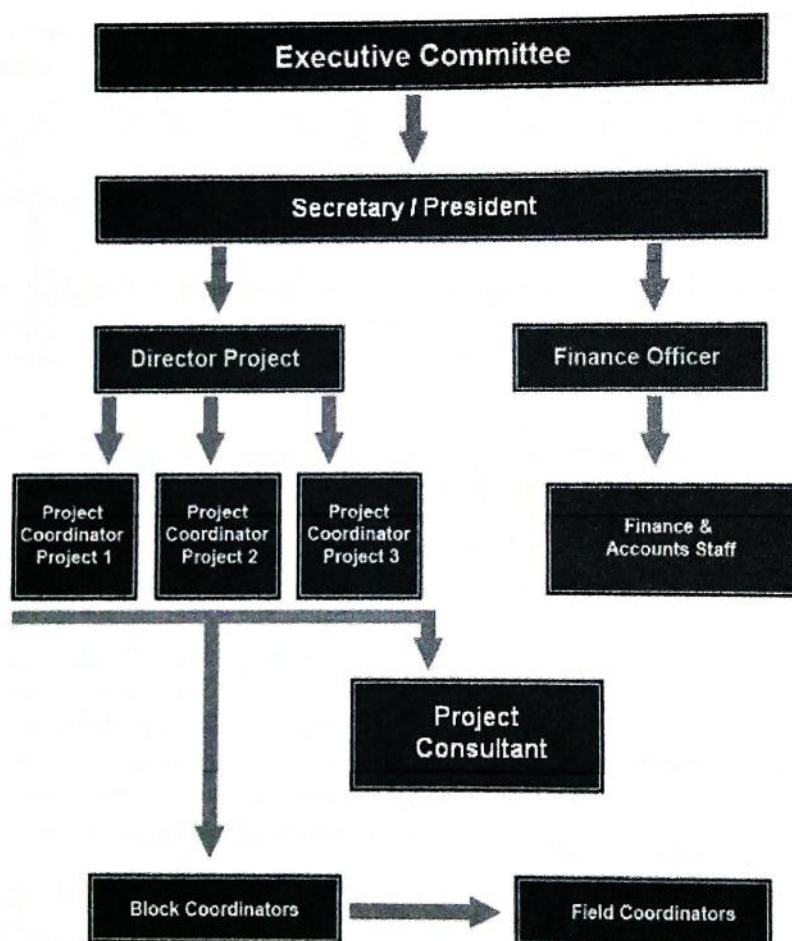 Executive Committee
Secretary / President
Director Project
Finance Officer
Project
Coordinator
Project 1
Project
Coordinator
Project 2
Project
Coordinator
Project 3
Finance &
Accounts Staff
Project
Consultant
Block Coordinators
Field Coordinators